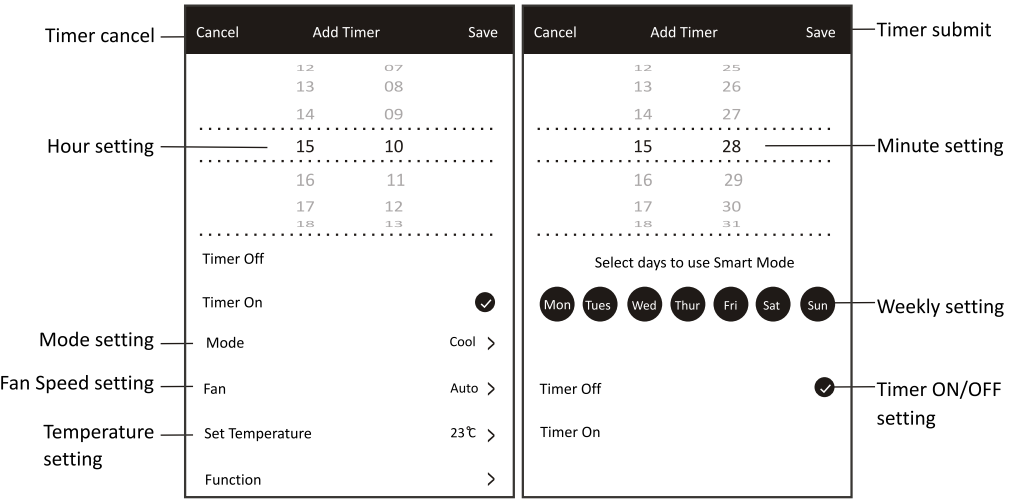 Timer cancel
Cancel Add Timer Save
12 07
13 08
14 09
Hour setting
15 10
16 11
17 12
18 13
Timer Off
Timer On
Mode setting
Mode Cool >
Fan Speed setting
Fan Auto >
Temperature
setting
Set Temperature 23℃ >
Function >
Cancel Add Timer Save
Timer submit
12 25
13 26
14 27
15 28
Minute setting
16 29
17 30
18 31
Select days to use Smart Mode
Mon Tues Wed Thur Fri Sat Sun
Weekly setting
Timer Off
Timer ON/OFF
setting
Timer On